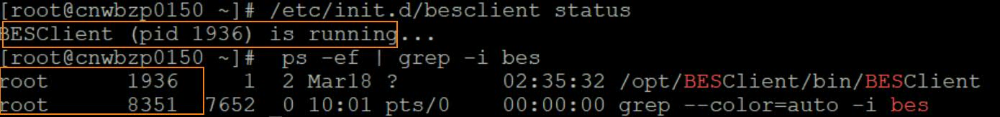 [root@cnwbzp0150 ~]# /etc/init.d/besclient status
BESClient (pid 1936) is running...
[root@cnwbzp0150 ~]#  ps -ef | grep -i bes
root      1936     1  2 Mar18 ?        02:35:32 /opt/BESClient/bin/BESClient
root      8351  7652  0 10:01 pts/0    00:00:00 grep --color=auto -i bes